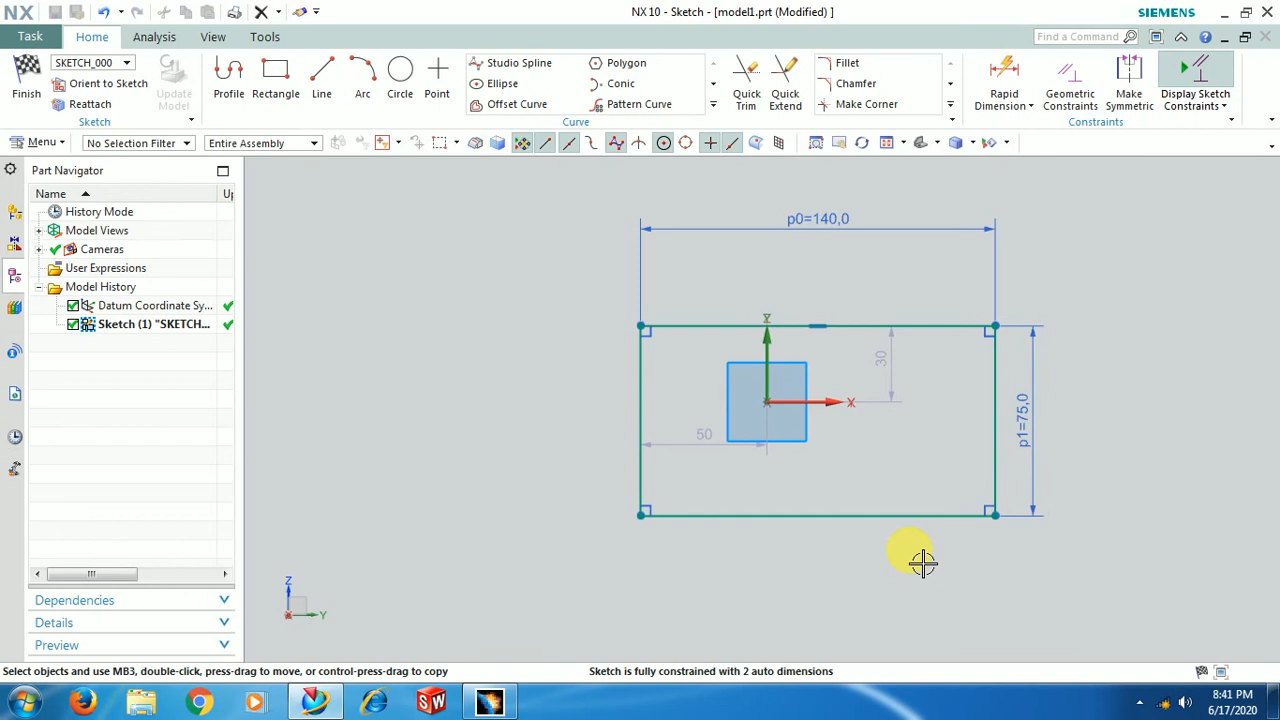 NX
NX 10 - Sketch - [model1.prt (Modified) ]
SIEMENS
Task
Home
Analysis
View
Tools
Find a Command
Finish
SKETCH_000
Orient to Sketch
Reattach
Update Model
Sketch
Profile
Rectangle
Line
Arc
Circle
Point
Studio Spline
Ellipse
Offset Curve
Polygon
Conic
Pattern Curve
Quick Trim
Quick Extend
Fillet
Chamfer
Make Corner
Curve
Rapid Dimension
Geometric Constraints
Make Symmetric
Display Sketch Constraints
Constraints
Menu
No Selection Filter
Entire Assembly
Part Navigator
Name
Up
History Mode
Model Views
Cameras
User Expressions
Model History
Datum Coordinate Sy...
Sketch (1) "SKETCH...
Dependencies
Details
Preview
p0=140,0
Y
30
X
50
p1=75,0
Z
X
Y
Select objects and use MB3, double-click, press-drag to move, or control-press-drag to copy
Sketch is fully constrained with 2 auto dimensions
SW
8:41 PM
6/17/2020